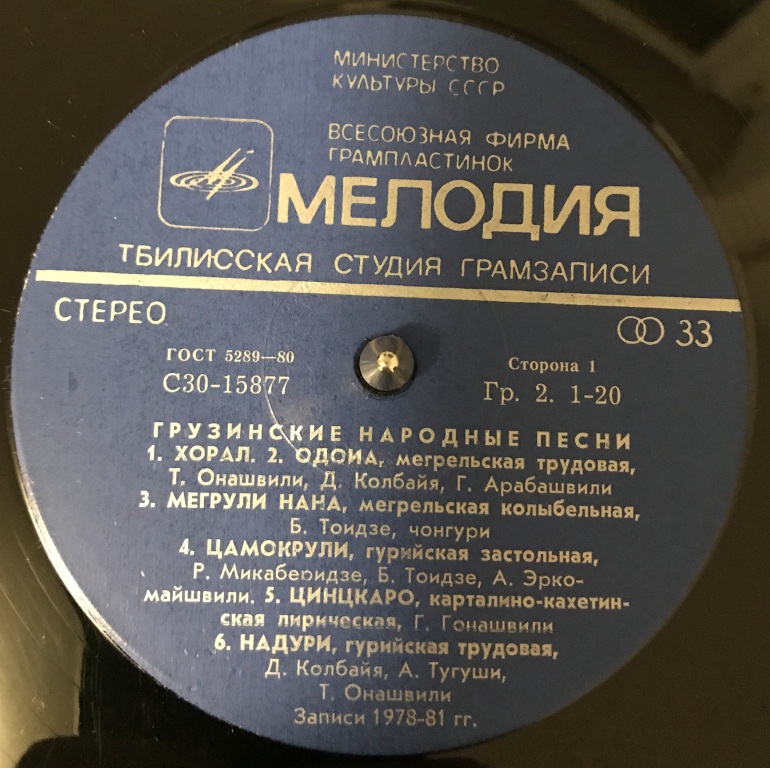 МИНИСТЕРСТВО
КУЛЬТУРЫ СССР
ВСЕСОЮЗНАЯ ФИРМА
ГРАМПЛАСТИНОК
МЕЛОДИЯ
ТБИЛИССКАЯ СТУДИЯ ГРАМЗАПИСИ
СТЕРЕО
33
ГОСТ 5289—80
Сторона 1
С30-15877
Гр. 2. 1-20
ГРУЗИНСКИЕ НАРОДНЫЕ ПЕСНИ
1. ХОРАЛ. 2. ОДОИА, мегрельская трудовая,
Т. Онашвили, Д. Колбайя, Г. Арабашвили
3. МЕГРУЛИ НАНА, мегрельская колыбельная,
Б. Тоидзе, чонгури
4. ЦАМОКРУЛИ, гурийская застольная,
Р. Микаберидзе, Б. Тоидзе, А. Эрко-
майшвили. 5. ЦИНЦКАРО, карталино-кахетин-
ская лирическая, Г. Гонашвили
6. НАДУРИ, гурийская трудовая,
Д. Колбайя, А. Тугуши,
Т. Онашвили
Записи 1978-81 гг.